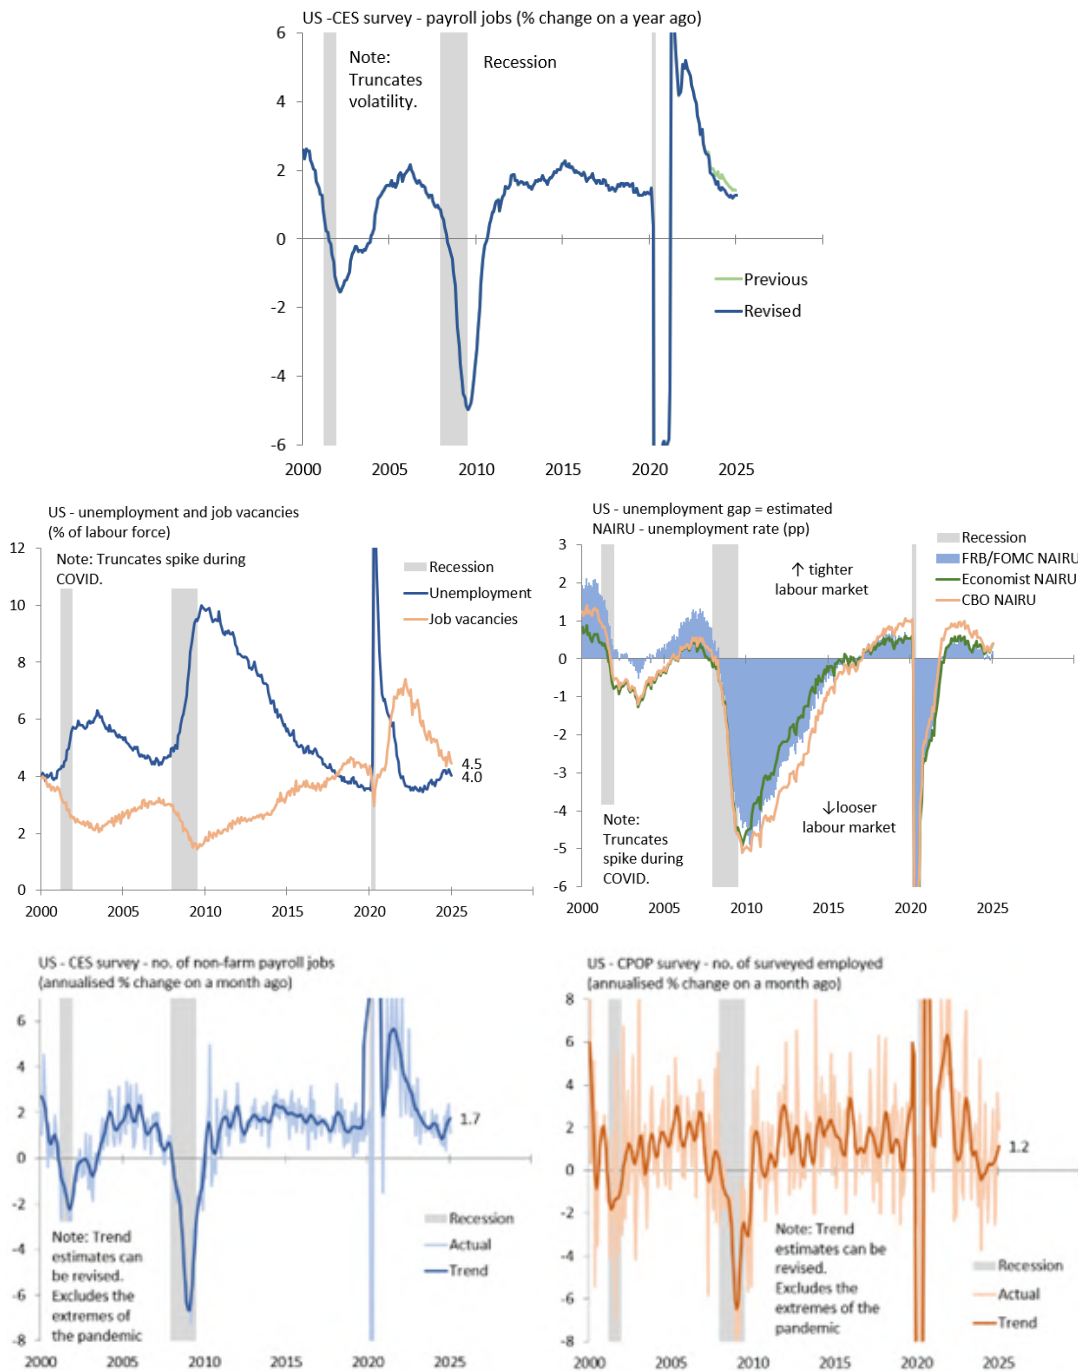 US -CES survey - payroll jobs (% change on a year ago)
6
4
2
0
-2
-4
-6
Note:
Truncates
volatility.
Recession
Previous
Revised
2000 2005 2010 2015 2020 2025
US - unemployment and job vacancies
(% of labour force)
12
10
8
6
4
2
0
Note: Truncates spike during
COVID.
Recession
Unemployment
Job vacancies
4.5
4.0
2000 2005 2010 2015 2020 2025
US - unemployment gap = estimated
NAIRU - unemployment rate (pp)
3
2
1
0
-1
-2
-3
-4
-5
-6
Recession
FRB/FOMC NAIRU
Economist NAIRU
CBO NAIRU
↑ tighter
labour market
↓looser
labour market
Note:
Truncates
spike during
COVID.
2000 2005 2010 2015 2020 2025
US - CES survey - no. of non-farm payroll jobs
(annualised % change on a month ago)
6
4
2
0
-2
-4
-6
-8
1.7
Note: Trend
estimates can
be revised.
Excludes the
extremes of
the pandemic
Recession
Actual
Trend
2000 2005 2010 2015 2020 2025
US - CPOP survey - no. of surveyed employed
(annualised % change on a month ago)
8
6
4
2
0
-2
-4
-6
-8
1.2
Note: Trend
estimates can be
revised.
Excludes the
extremes of the
pandemic
Recession
Actual
Trend
2000 2005 2010 2015 2020 2025